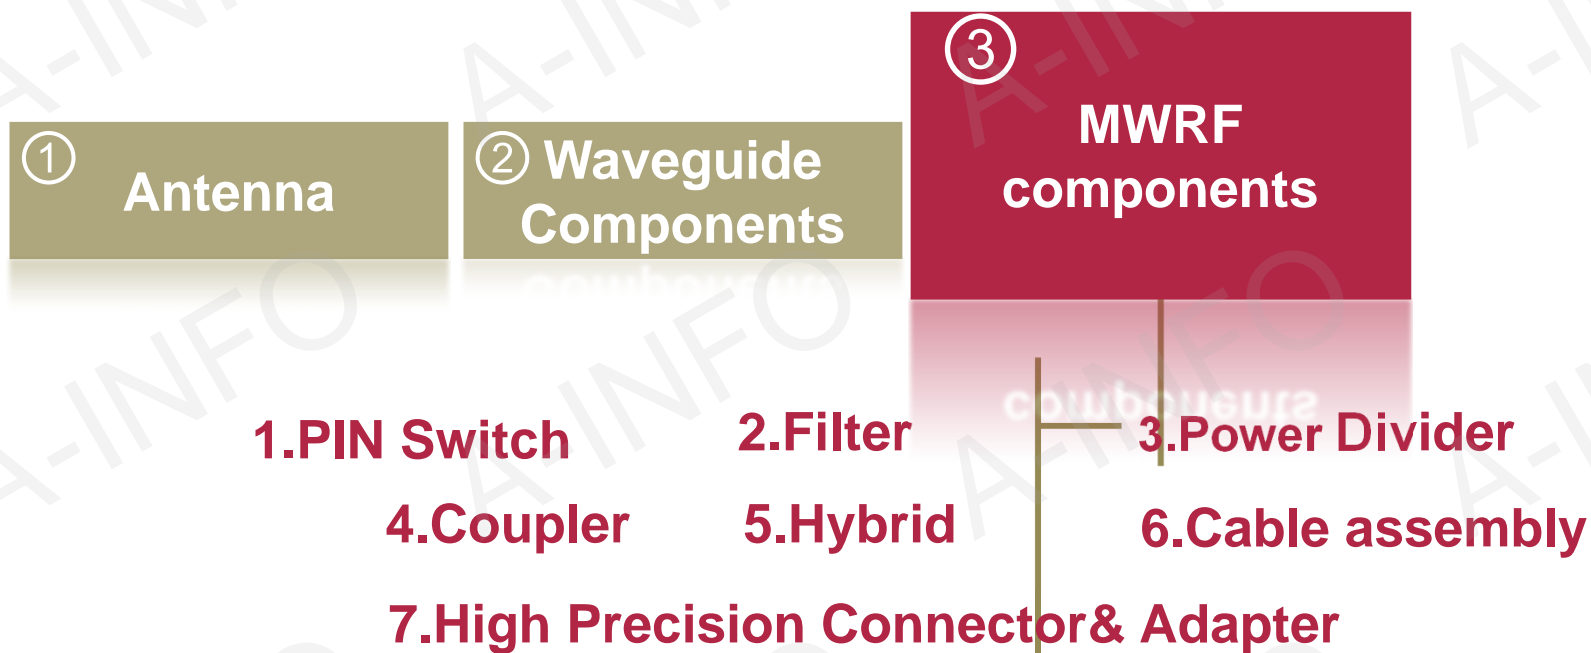 ① Antenna
② Waveguide
Components
③
MWRF
components
1.PIN Switch
2.Filter
3.Power Divider
4.Coupler
5.Hybrid
6.Cable assembly
7.High Precision Connector& Adapter
A-INFO